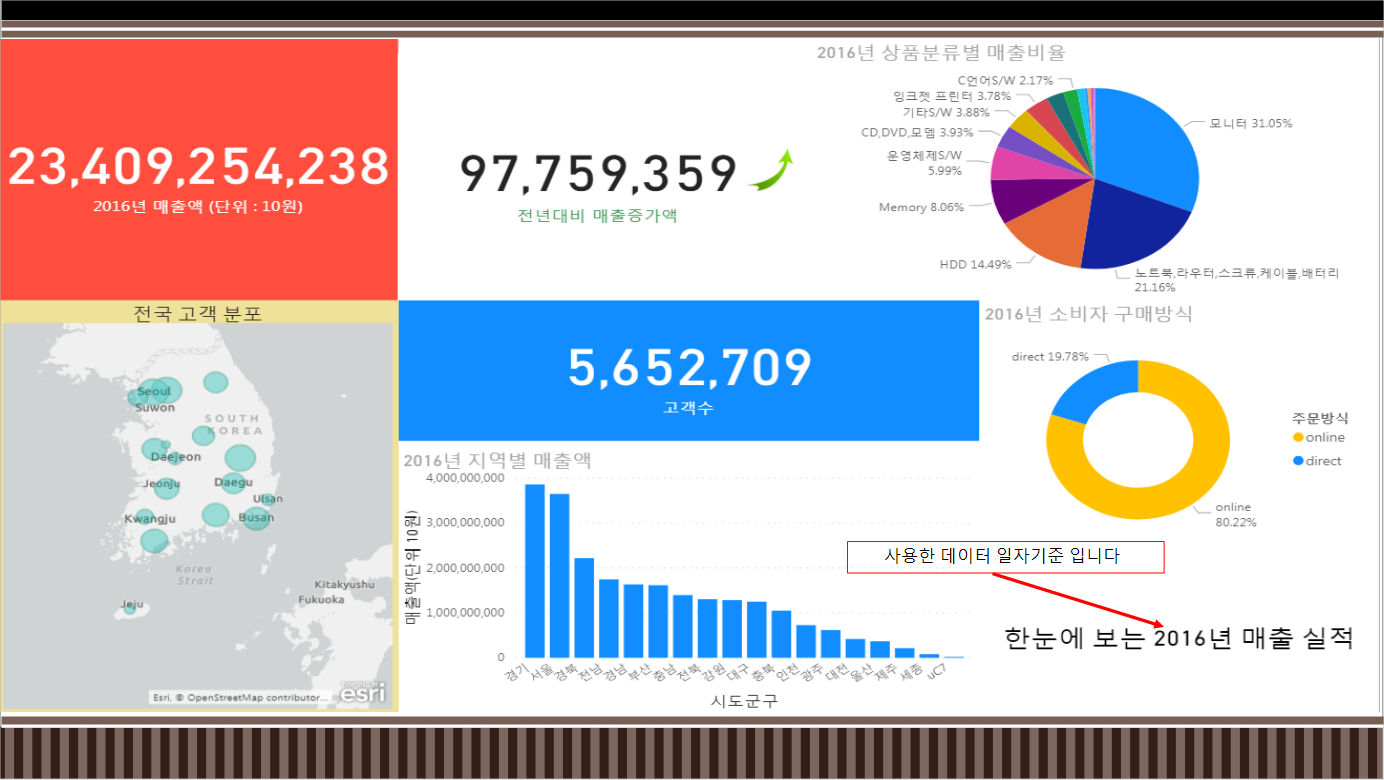 23,409,254,238
2016년 매출액 (단위 : 10원)
97,759,359
전년대비 매출증가액
2016년 상품분류별 매출비율
C언어S/W 2.17%
잉크젯 프린터 3.78%
기타S/W 3.88%
CD,DVD,모뎀 3.93%
운영체제S/W
5.99%
Memory 8.06%
HDD 14.49%
모니터 31.05%
노트북,라우터,스크류,케이블,배터리
21.16%
전국 고객 분포
Seoul
Suwon
SOUTH
KOREA
Daejeon
Jeonju
Daegu
Ulsan
Kwangju
Busan
Korea
Strait
Kitakyushu
Fukuoka
Jeju
Esri, © OpenStreetMap contributor...
esri
5,652,709
고객수
2016년 지역별 매출액
매출액(단위 10원)
4,000,000,000
3,000,000,000
2,000,000,000
1,000,000,000
0
경기 서울 경북 전남 경남 부산 충남 전북 강원 대구 충북 인천 광주 대전 울산 제주 세종 uC7
시도군구
2016년 소비자 구매방식
direct 19.78%
주문방식
online
direct
online
80.22%
사용한 데이터 일자기준 입니다
한눈에 보는 2016년 매출 실적